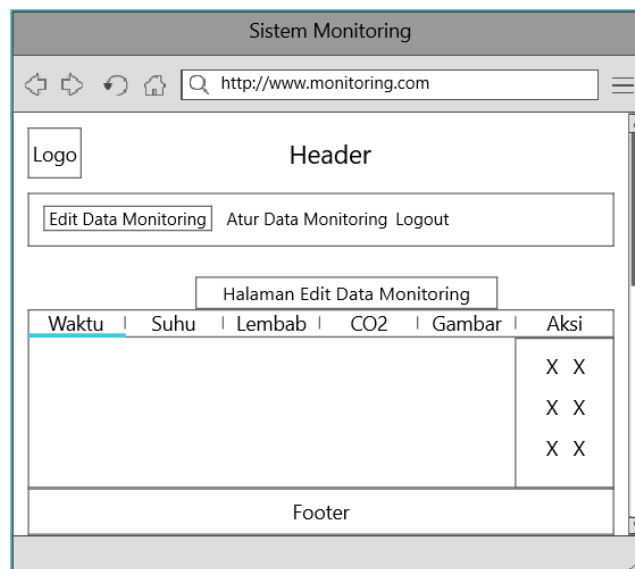 Sistem Monitoring
http://www.monitoring.com
Logo
Header
Edit Data Monitoring Atur Data Monitoring Logout
Halaman Edit Data Monitoring
Waktu Suhu Lembab CO2 Gambar Aksi
X X
X X
X X
Footer